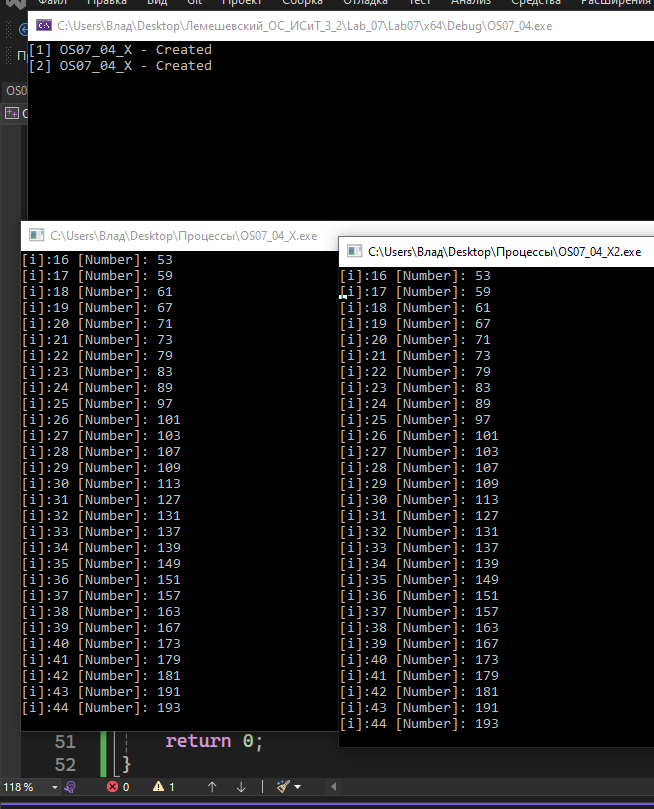 Файл Правка Вид Git Проект Сборка Отладка Тест Анализ Средства Расширения
C:\Users\Влад\Desktop\Лемешевский_ОС_ИСиТ_3_2\Lab_07\Lab07\x64\Debug\OS07_04.exe
[1] OS07_04_X - Created
[2] OS07_04_X - Created
OS0
C:\Users\Влад\Desktop\Процессы\OS07_04_X.exe
[i]:16 [Number]: 53
[i]:17 [Number]: 59
[i]:18 [Number]: 61
[i]:19 [Number]: 67
[i]:20 [Number]: 71
[i]:21 [Number]: 73
[i]:22 [Number]: 79
[i]:23 [Number]: 83
[i]:24 [Number]: 89
[i]:25 [Number]: 97
[i]:26 [Number]: 101
[i]:27 [Number]: 103
[i]:28 [Number]: 107
[i]:29 [Number]: 109
[i]:30 [Number]: 113
[i]:31 [Number]: 127
[i]:32 [Number]: 131
[i]:33 [Number]: 137
[i]:34 [Number]: 139
[i]:35 [Number]: 149
[i]:36 [Number]: 151
[i]:37 [Number]: 157
[i]:38 [Number]: 163
[i]:39 [Number]: 167
[i]:40 [Number]: 173
[i]:41 [Number]: 179
[i]:42 [Number]: 181
[i]:43 [Number]: 191
[i]:44 [Number]: 193
C:\Users\Влад\Desktop\Процессы\OS07_04_X2.exe
[i]:16 [Number]: 53
[i]:17 [Number]: 59
[i]:18 [Number]: 61
[i]:19 [Number]: 67
[i]:20 [Number]: 71
[i]:21 [Number]: 73
[i]:22 [Number]: 79
[i]:23 [Number]: 83
[i]:24 [Number]: 89
[i]:25 [Number]: 97
[i]:26 [Number]: 101
[i]:27 [Number]: 103
[i]:28 [Number]: 107
[i]:29 [Number]: 109
[i]:30 [Number]: 113
[i]:31 [Number]: 127
[i]:32 [Number]: 131
[i]:33 [Number]: 137
[i]:34 [Number]: 139
[i]:35 [Number]: 149
[i]:36 [Number]: 151
[i]:37 [Number]: 157
[i]:38 [Number]: 163
[i]:39 [Number]: 167
[i]:40 [Number]: 173
[i]:41 [Number]: 179
[i]:42 [Number]: 181
[i]:43 [Number]: 191
[i]:44 [Number]: 193
51 return 0;
52 }
118 % 0 1